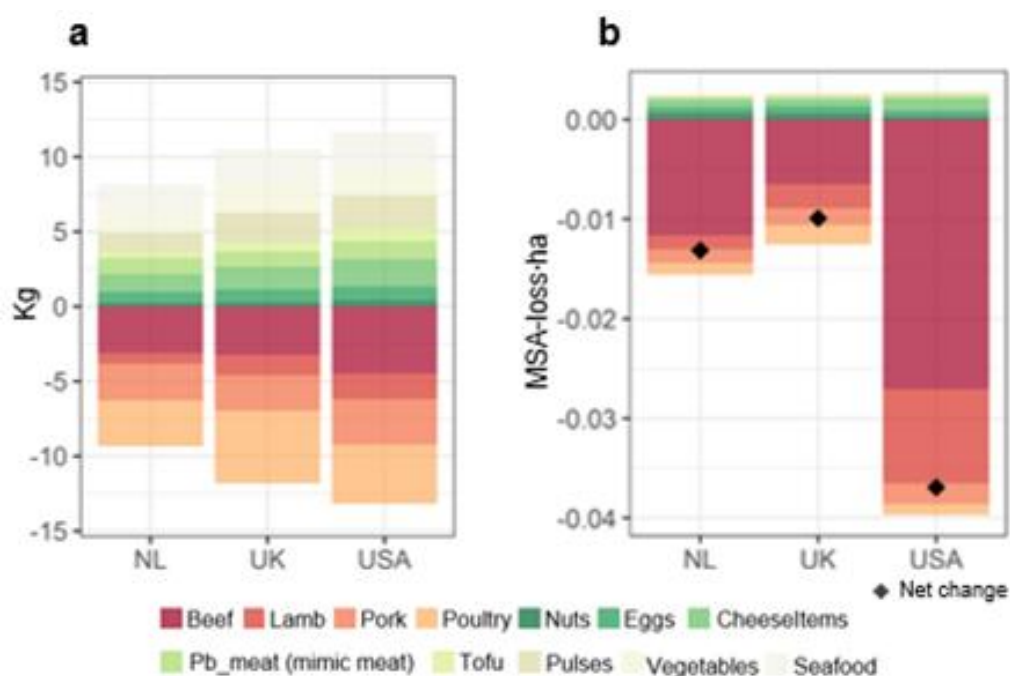 a
b
15
10
5
0
-5
-10
-15
Kg
NL UK USA
0.00
-0.01
-0.02
-0.03
-0.04
MSA-loss·ha
NL UK USA
Net change
Beef Lamb Pork Poultry Nuts Eggs CheeseItems
Pb_meat (mimic meat) Tofu Pulses Vegetables Seafood